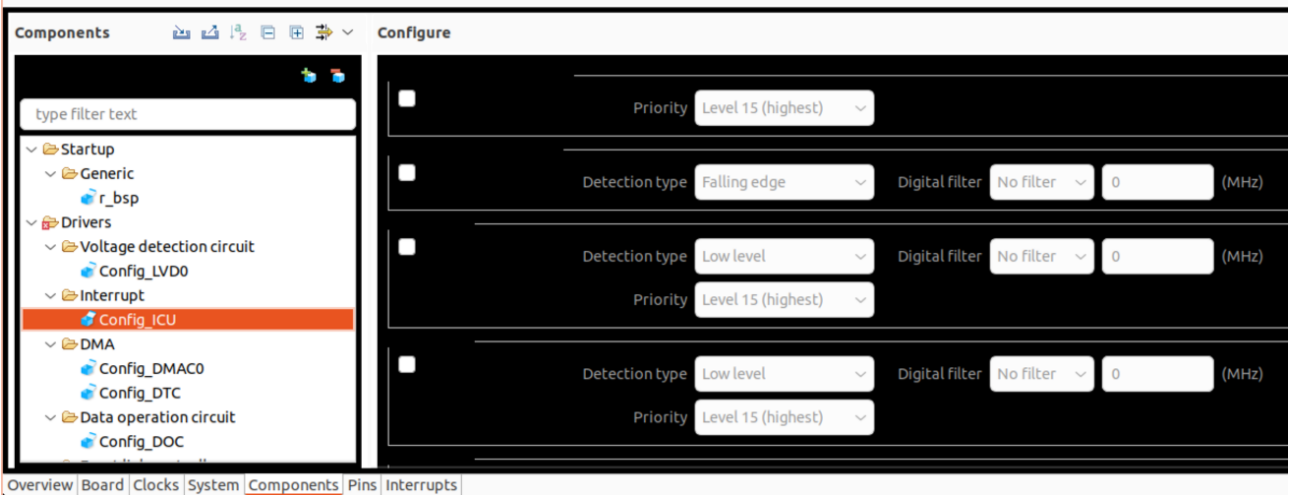 Components
Configure
type filter text
Startup
Generic
r_bsp
Drivers
Voltage detection circuit
Config_LVD0
Interrupt
Config_ICU
DMA
Config_DMAC0
Config_DTC
Data operation circuit
Config_DOC
Priority Level 15 (highest)
Detection type Falling edge Digital filter No filter 0 (MHz)
Detection type Low level Digital filter No filter 0 (MHz)
Priority Level 15 (highest)
Detection type Low level Digital filter No filter 0 (MHz)
Priority Level 15 (highest)
Overview Board Clocks System Components Pins Interrupts